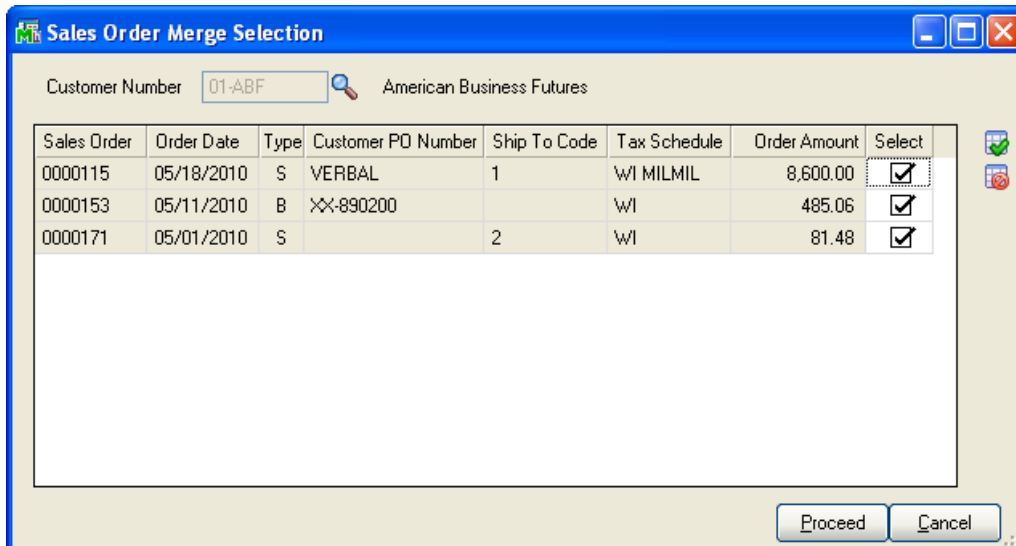 Sales Order Merge Selection
Customer Number 01-ABF American Business Futures
Sales Order Order Date Type Customer PO Number Ship To Code Tax Schedule Order Amount Select
0000115 05/18/2010 S VERBAL 1 WI MILMIL 8,600.00
0000153 05/11/2010 B XX-890200 WI 485.06
0000171 05/01/2010 S 2 WI 81.48
Proceed Cancel